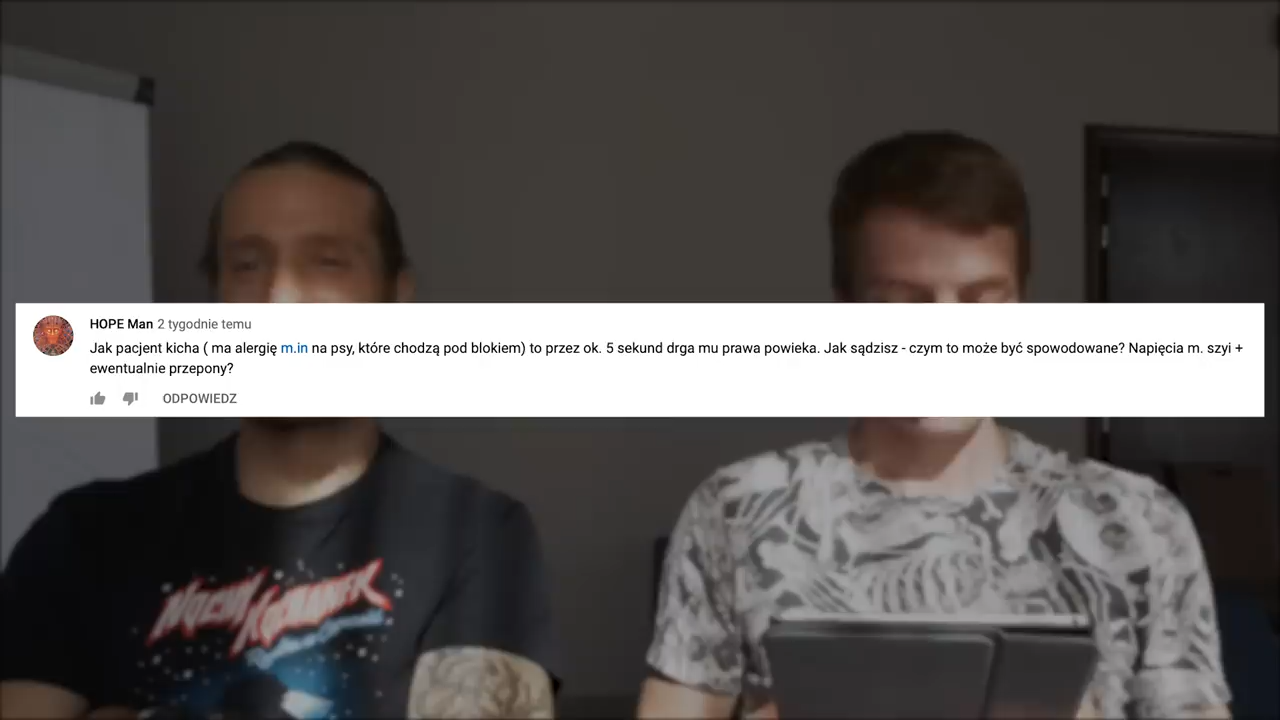 HOPE Man 2 tygodnie temu
Jak pacjent kicha ( ma alergię m.in na psy, które chodzą pod blokiem) to przez ok. 5 sekund drga mu prawa powieka. Jak sądzisz - czym to może być spowodowane? Napięcia m. szyi +
ewentualnie przepony?
ODPOWIEDZ